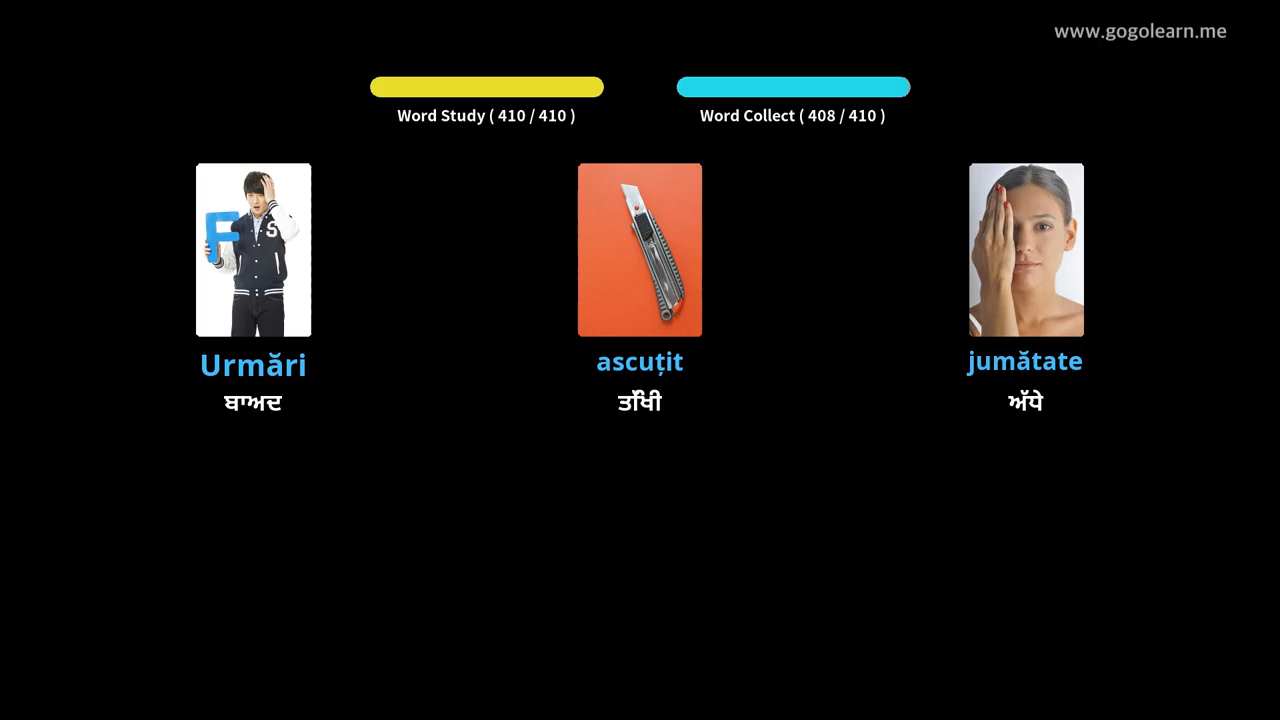 www.gogolearn.me
Word Study ( 410 / 410 )
Word Collect ( 408 / 410 )
F
S
Urmări
ascuțit
jumătate
ਬਾਅਦ
ਤਿੱਖੀ
ਅੱਧੇ